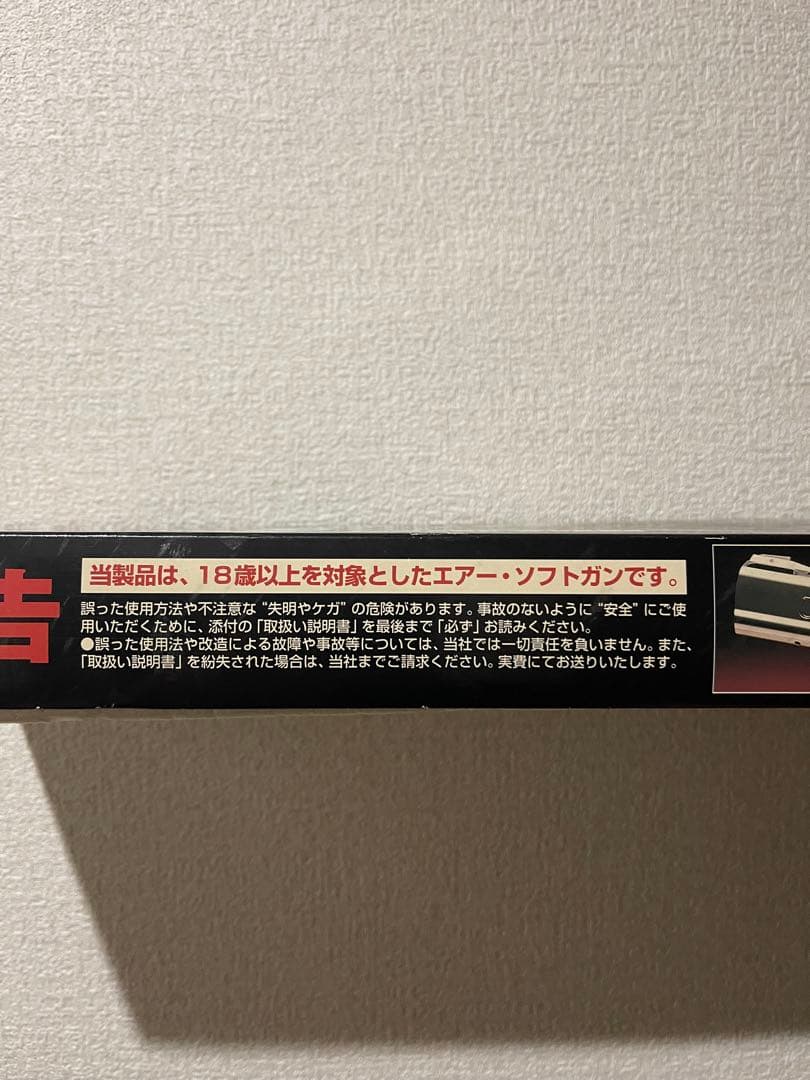 告
当製品は、18歳以上を対象としたエアー・ソフトガンです。
誤った使用方法や不注意な“失明やケガ”の危険があります。事故のないように“安全”にご使
用いただくために、添付の「取扱い説明書」を最後まで「必ず」お読みください。
●誤った使用法や改造による故障や事故等については、当社では一切責任を負いません。また、
「取扱い説明書」を紛失された場合は、当社までご請求ください。実費にてお送りいたします。